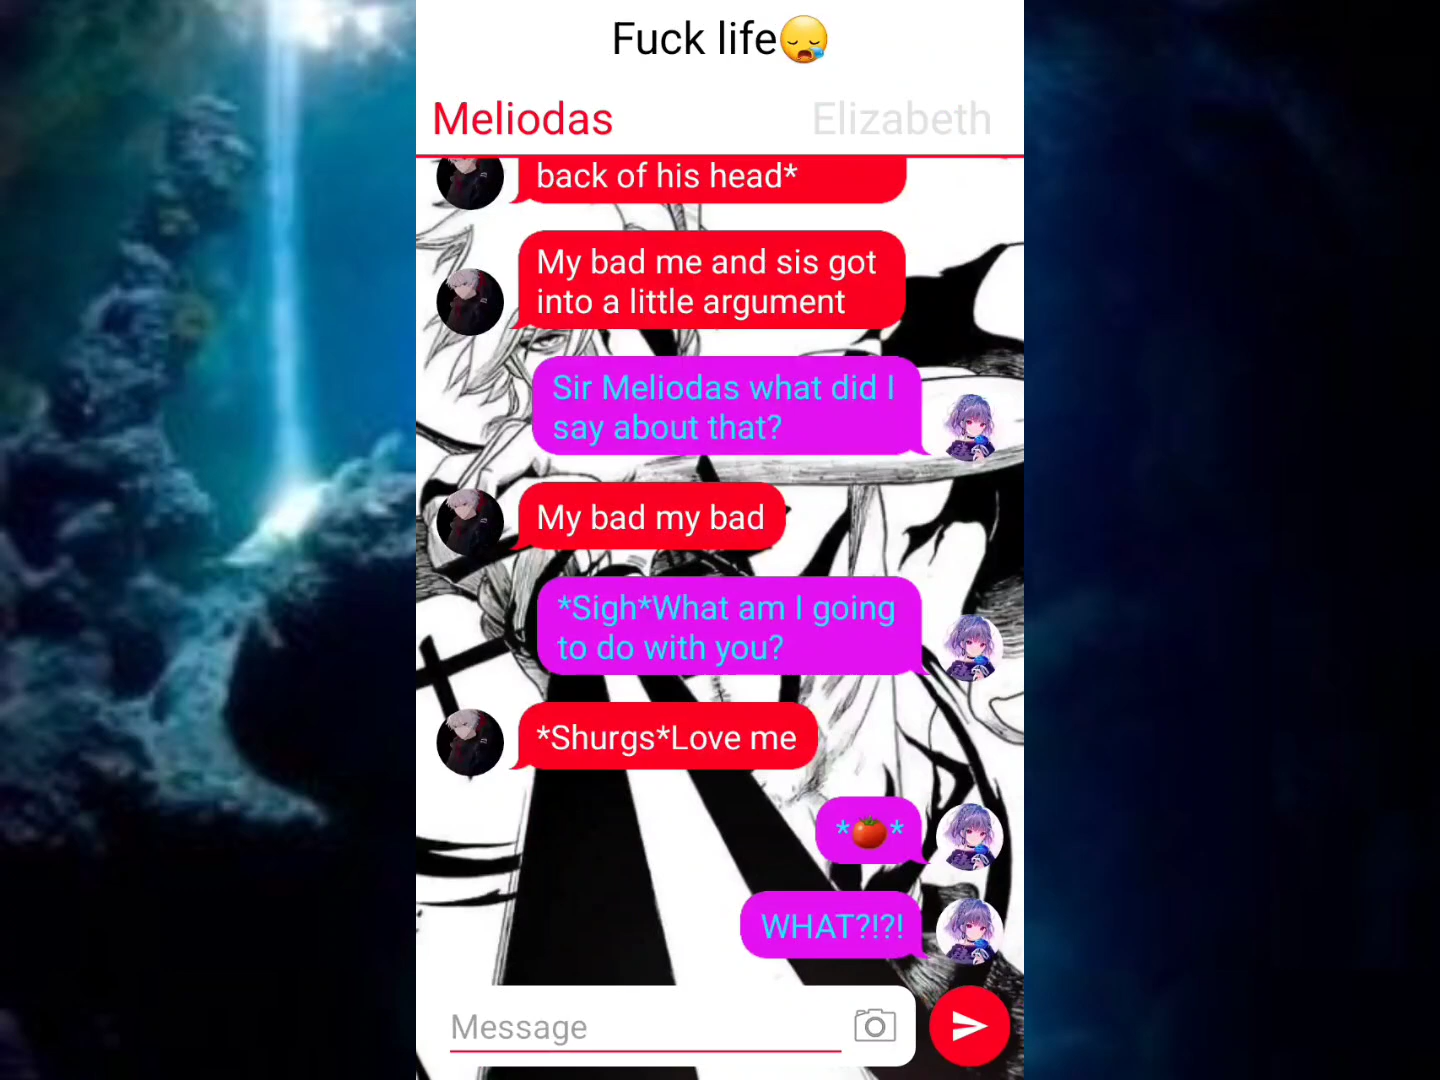 Fuck life😪
Meliodas
Elizabeth
back of his head*
My bad me and sis got
into a little argument
Sir Meliodas what did I
say about that?
My bad my bad
*Sigh*What am I going
to do with you?
*Shurgs*Love me
*🍅*
WHAT?!?!
Message